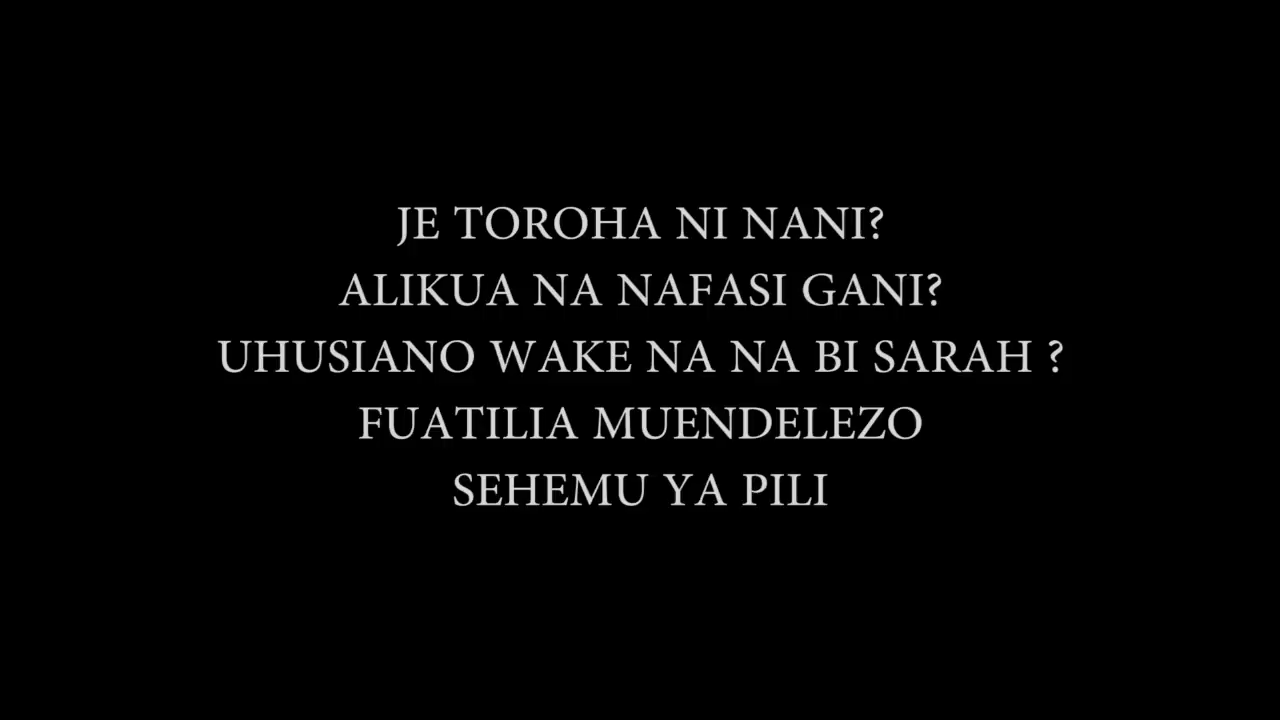 JE TOROHA NI NANI?
ALIKUA NA NAFASI GANI?
UHUSIANO WAKE NA NA BI SARAH ?
FUATILIA MUENDELEZO
SEHEMU YA PILI